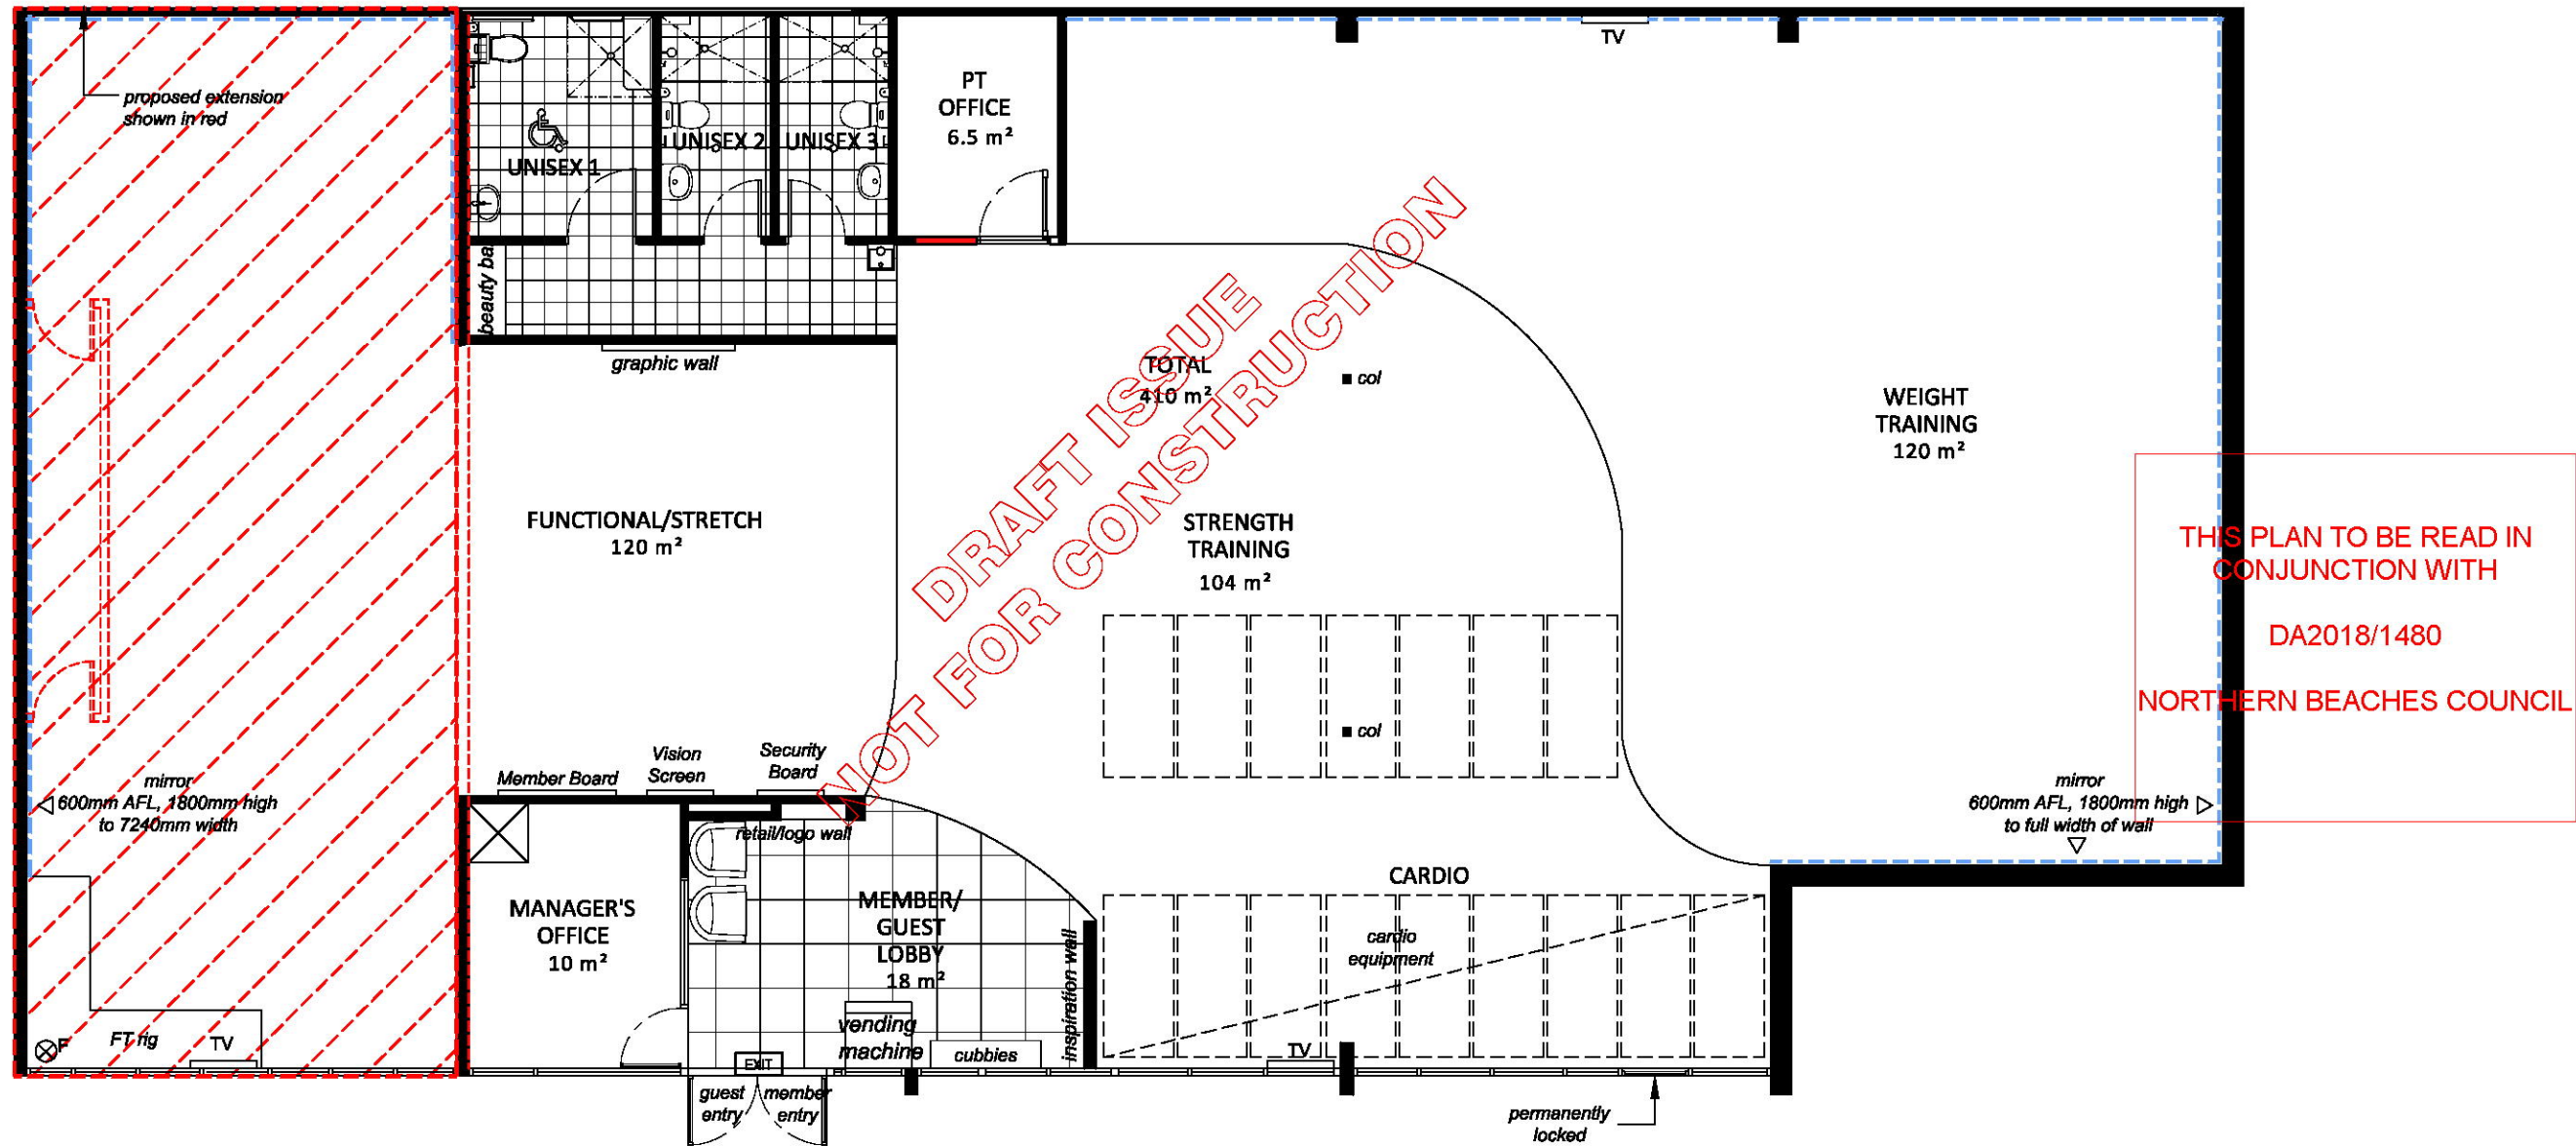 proposed extension
shown in red
UNISEX 1
UNISEX 2
UNISEX 3
PT
OFFICE
6.5 m²
TV
beauty ba
graphic wall
TOTAL
410 m²
col
WEIGHT
TRAINING
120 m²
FUNCTIONAL/STRETCH
120 m²
STRENGTH
TRAINING
104 m²
DRAFT ISSUE
NOT FOR CONSTRUCTION
THIS PLAN TO BE READ IN
CONJUNCTION WITH
DA2018/1480
NORTHERN BEACHES COUNCIL
col
Member Board
Vision
Screen
Security
Board
mirror
600mm AFL, 1800mm high
to 7240mm width
mirror
600mm AFL, 1800mm high
to full width of wall
retail/logo wall
MANAGER'S
OFFICE
10 m²
MEMBER/
GUEST
LOBBY
18 m²
inspiration wall
CARDIO
cardio
equipment
vending
machine
cubbies
F
FT rig
TV
EXIT
TV
guest
entry
member
entry
permanently
locked